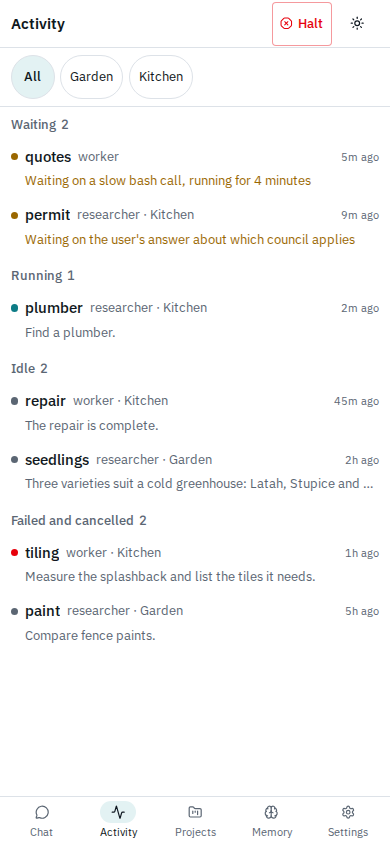 Activity
Halt
All
Garden
Kitchen
Waiting 2
quotes worker 5m ago
Waiting on a slow bash call, running for 4 minutes
permit researcher · Kitchen 9m ago
Waiting on the user's answer about which council applies
Running 1
plumber researcher · Kitchen 2m ago
Find a plumber.
Idle 2
repair worker · Kitchen 45m ago
The repair is complete.
seedlings researcher · Garden 2h ago
Three varieties suit a cold greenhouse: Latah, Stupice and ...
Failed and cancelled 2
tiling worker · Kitchen 1h ago
Measure the splashback and list the tiles it needs.
paint researcher · Garden 5h ago
Compare fence paints.
Chat
Activity
Projects
Memory
Settings